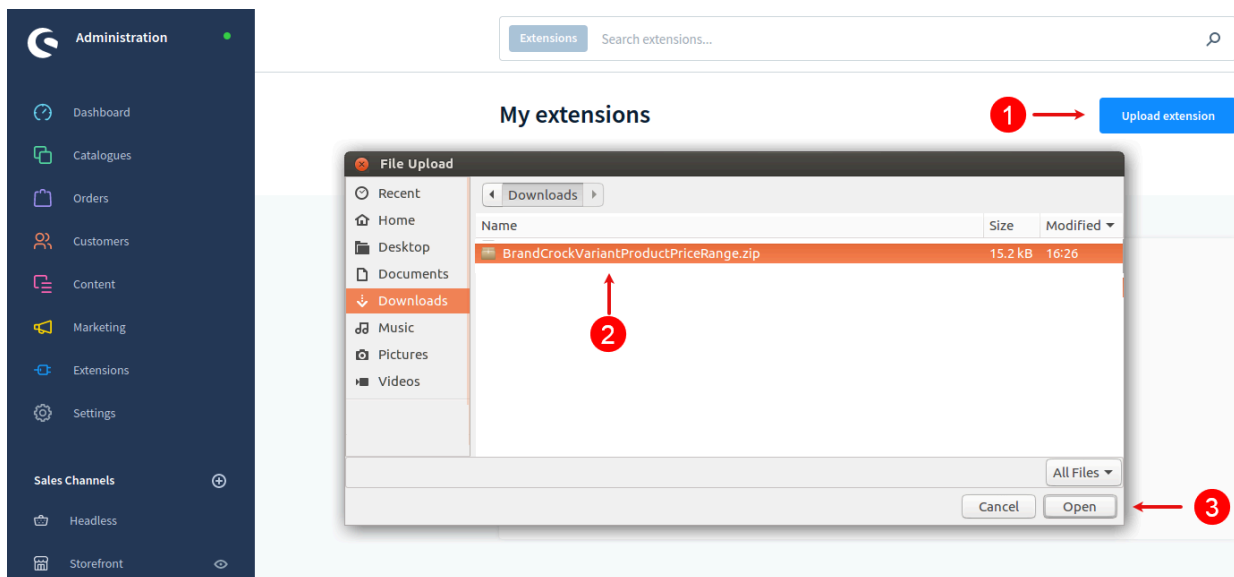 Administration
Extensions Search extensions...
Dashboard
My extensions
1
Upload extension
Catalogues
Orders
Customers
Content
Marketing
Extensions
Settings
Sales Channels
Headless
Storefront
File Upload
Recent
Home
Desktop
Documents
Downloads
Music
Pictures
Videos
Downloads
Name Size Modified
BrandCrockVariantProductPriceRange.zip 15.2 kB 16:26
2
All Files
Cancel Open
3